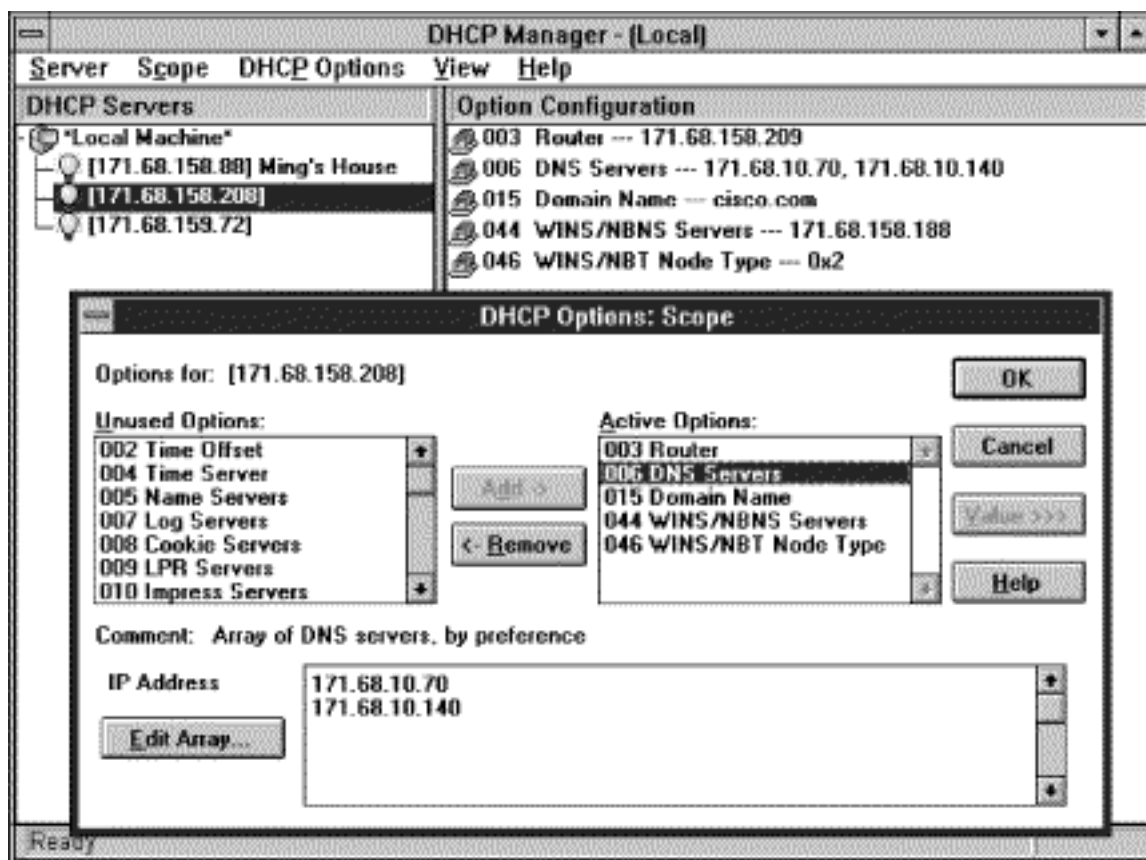 DHCP Manager - (Local)
Server Scope DHCP Options View Help
DHCP Servers
*Local Machine*
[171.68.158.88] Ming's House
[171.68.158.208]
[171.68.159.72]
Option Configuration
003 Router --- 171.68.158.209
006 DNS Servers --- 171.68.10.70, 171.68.10.140
015 Domain Name --- cisco.com
044 WINS/NBNS Servers --- 171.68.158.188
046 WINS/NBT Node Type --- 0x2
DHCP Options: Scope
Options for: [171.68.158.208]
Unused Options:
002 Time Offset
004 Time Server
005 Name Servers
007 Log Servers
008 Cookie Servers
009 LPR Servers
010 Impress Servers
Add ->
<- Remove
Active Options:
003 Router
006 DNS Servers
015 Domain Name
044 WINS/NBNS Servers
046 WINS/NBT Node Type
OK
Cancel
Value >>>
Help
Comment: Array of DNS servers, by preference
IP Address
171.68.10.70
171.68.10.140
Edit Array...
Ready